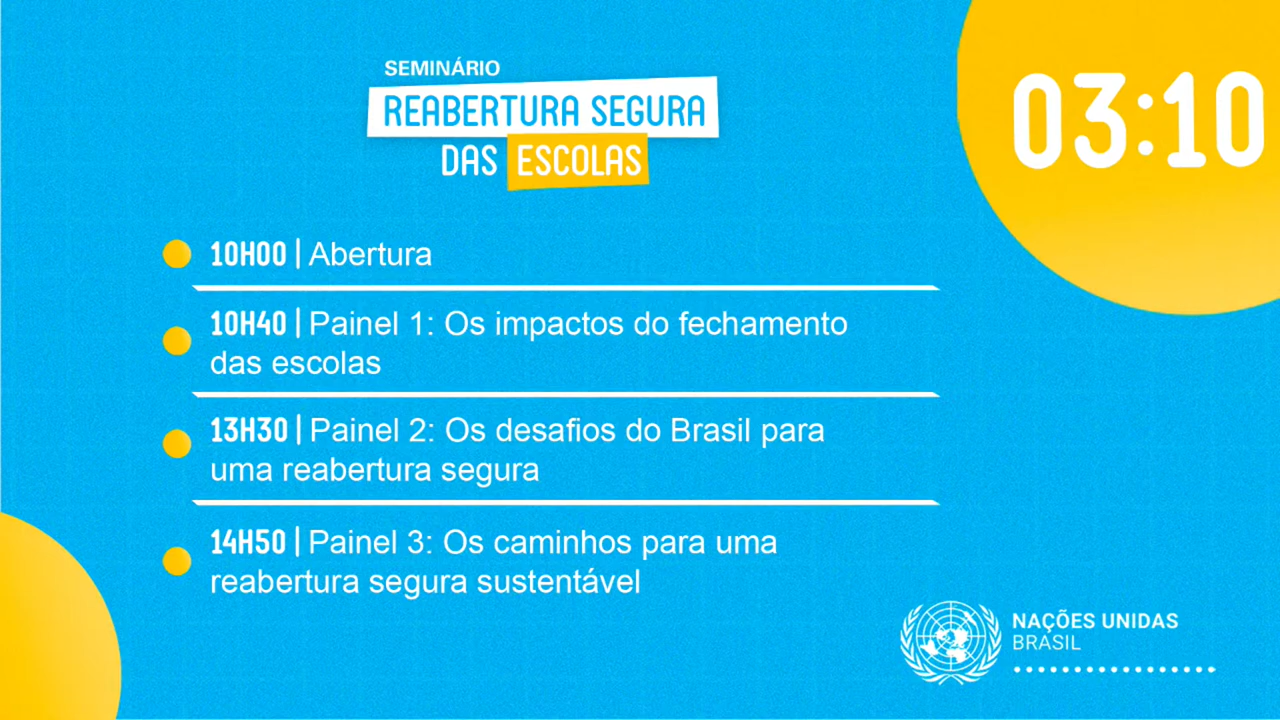 SEMINÁRIO
REABERTURA SEGURA
DAS ESCOLAS
03:10
10H00 | Abertura
10H40 | Painel 1: Os impactos do fechamento
das escolas
13H30 | Painel 2: Os desafios do Brasil para
uma reabertura segura
14H50 | Painel 3: Os caminhos para uma
reabertura segura sustentável
NAÇÕES UNIDAS
BRASIL